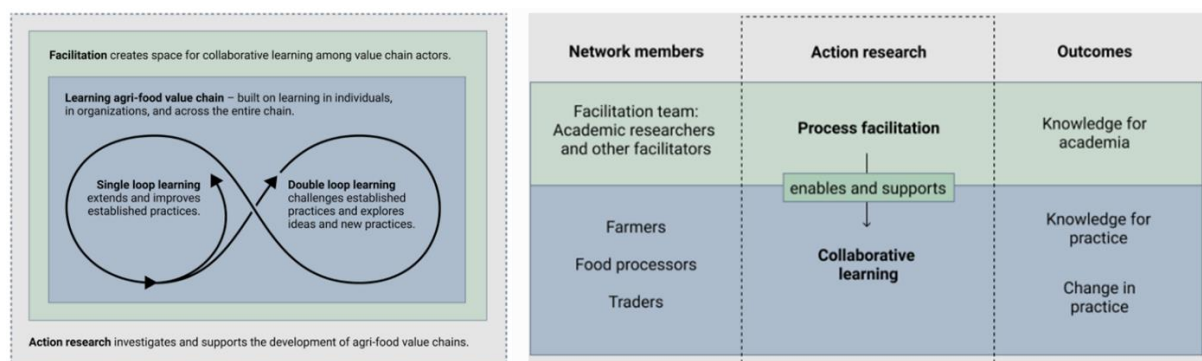 Facilitation creates space for collaborative learning among value chain actors.
Learning agri-food value chain – built on learning in individuals,
in organizations, and across the entire chain.
Single loop learning
extends and improves
established practices.
Double loop learning
challenges established
practices and explores
ideas and new practices.
Action research investigates and supports the development of agri-food value chains.
Network members
Action research
Outcomes
Facilitation team:
Academic researchers
and other facilitators
Process facilitation
Knowledge for
academia
enables and supports
Farmers
Food processors
Traders
Collaborative
learning
Knowledge for
practice
Change in
practice